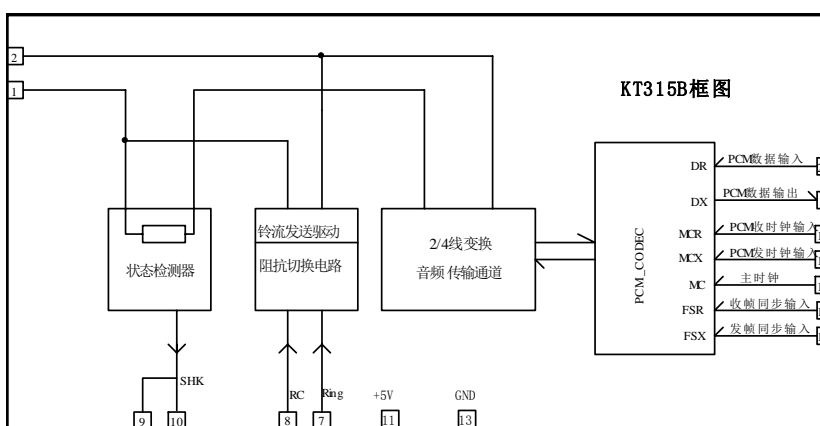 KT315B框图
2
1
DR
PCM数据输入
DX
PCM数据输出
MCR
PCM收时钟输入
MCX
PCM发时钟输入
MC
主时钟
FSR
收帧同步输入
FSX
发帧同步输入
PCM_CODEC
铃流发送驱动
阻抗切换电路
2/4线变换
音频 传输通道
状态检测器
SHK
RC
Ring
+5V
GND
9
10
8
7
11
13